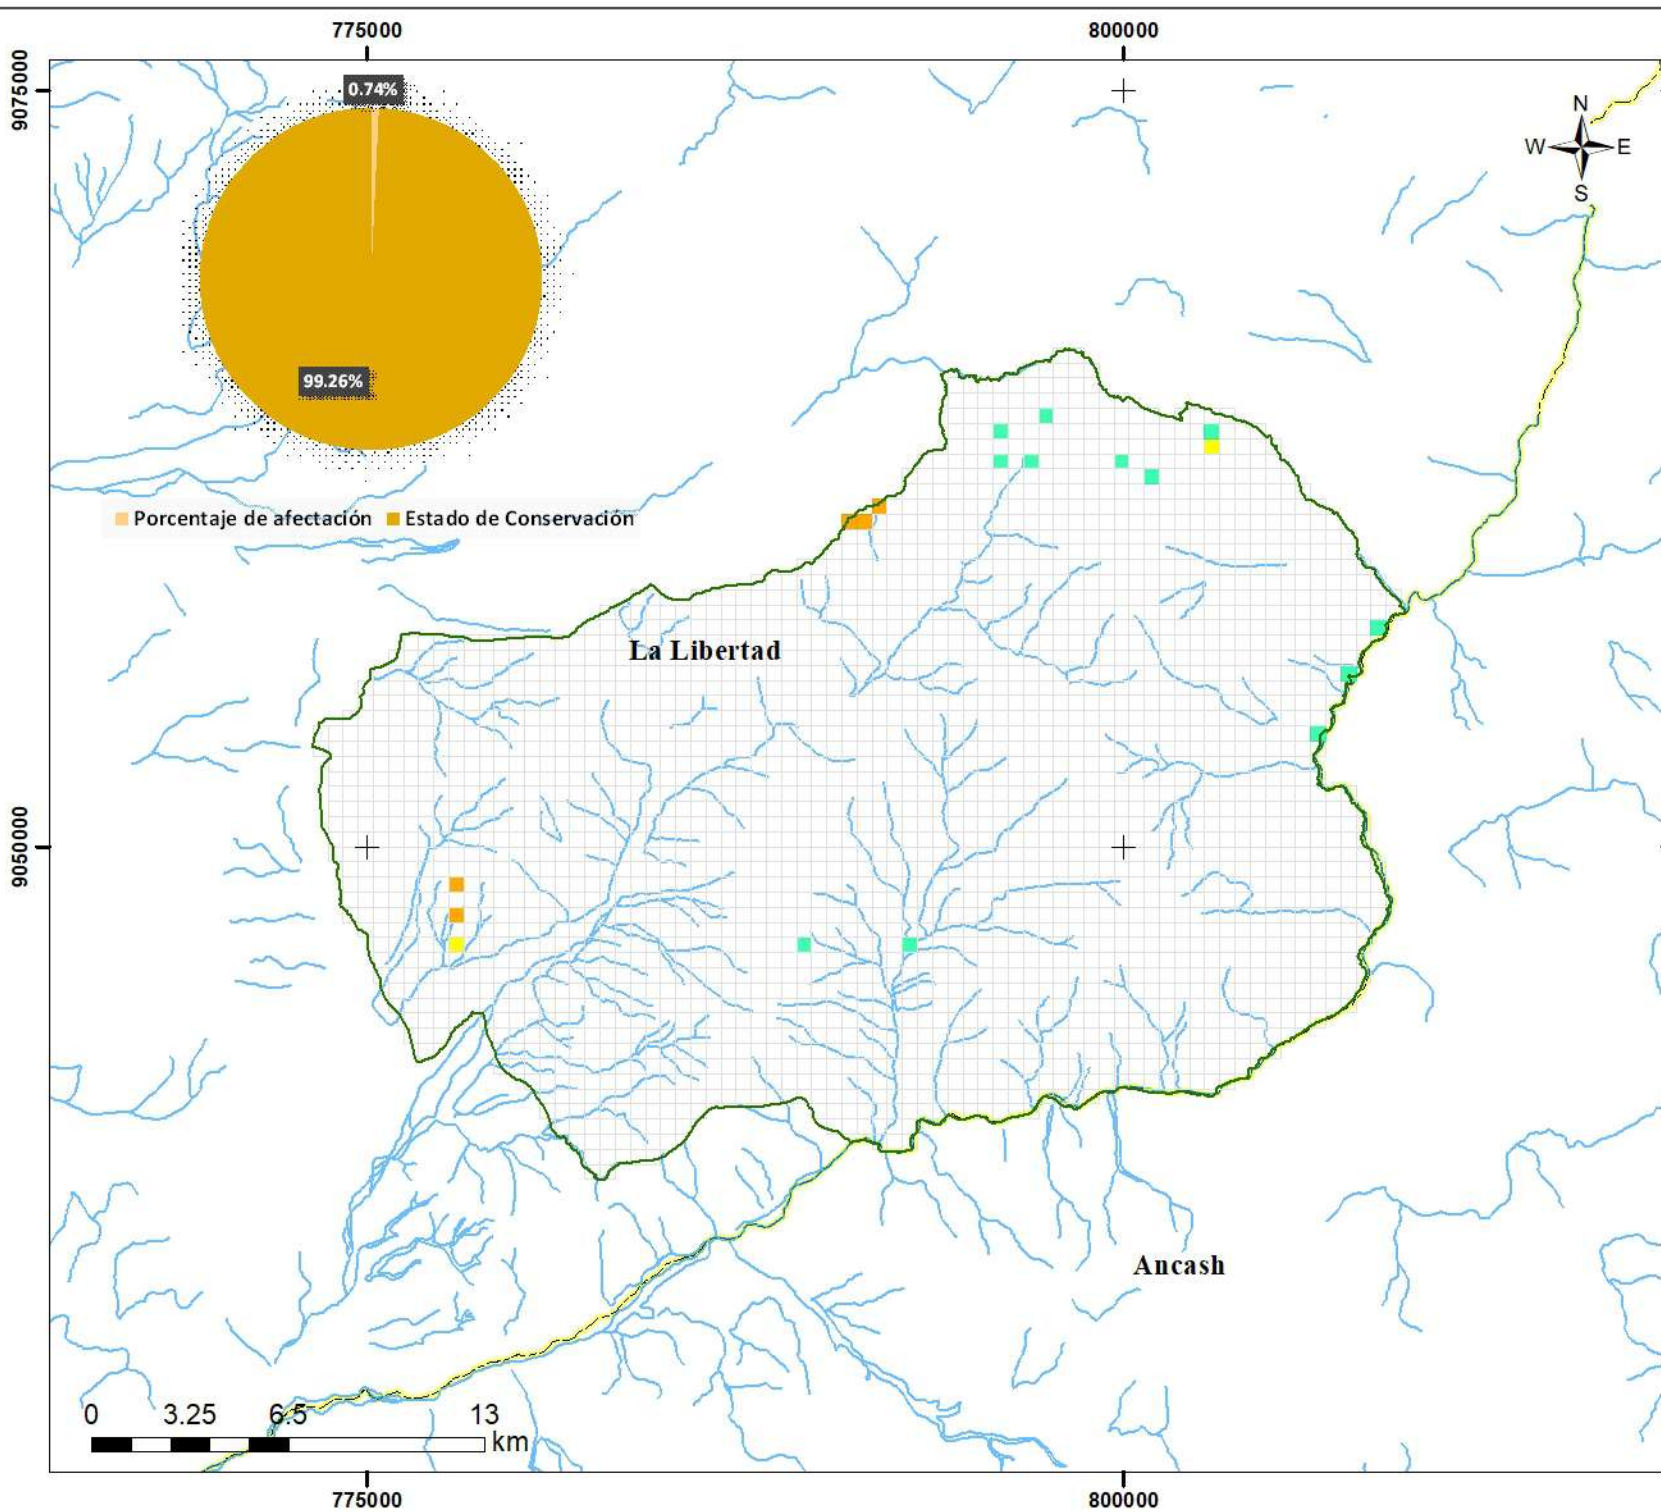 775000 800000
9075000
0.74%
N
W E
S
99.26%
Porcentaje de afectación Estado de Conservación
La Libertad
9050000
Ancash
0 3.25 6.5 13
km
775000 800000